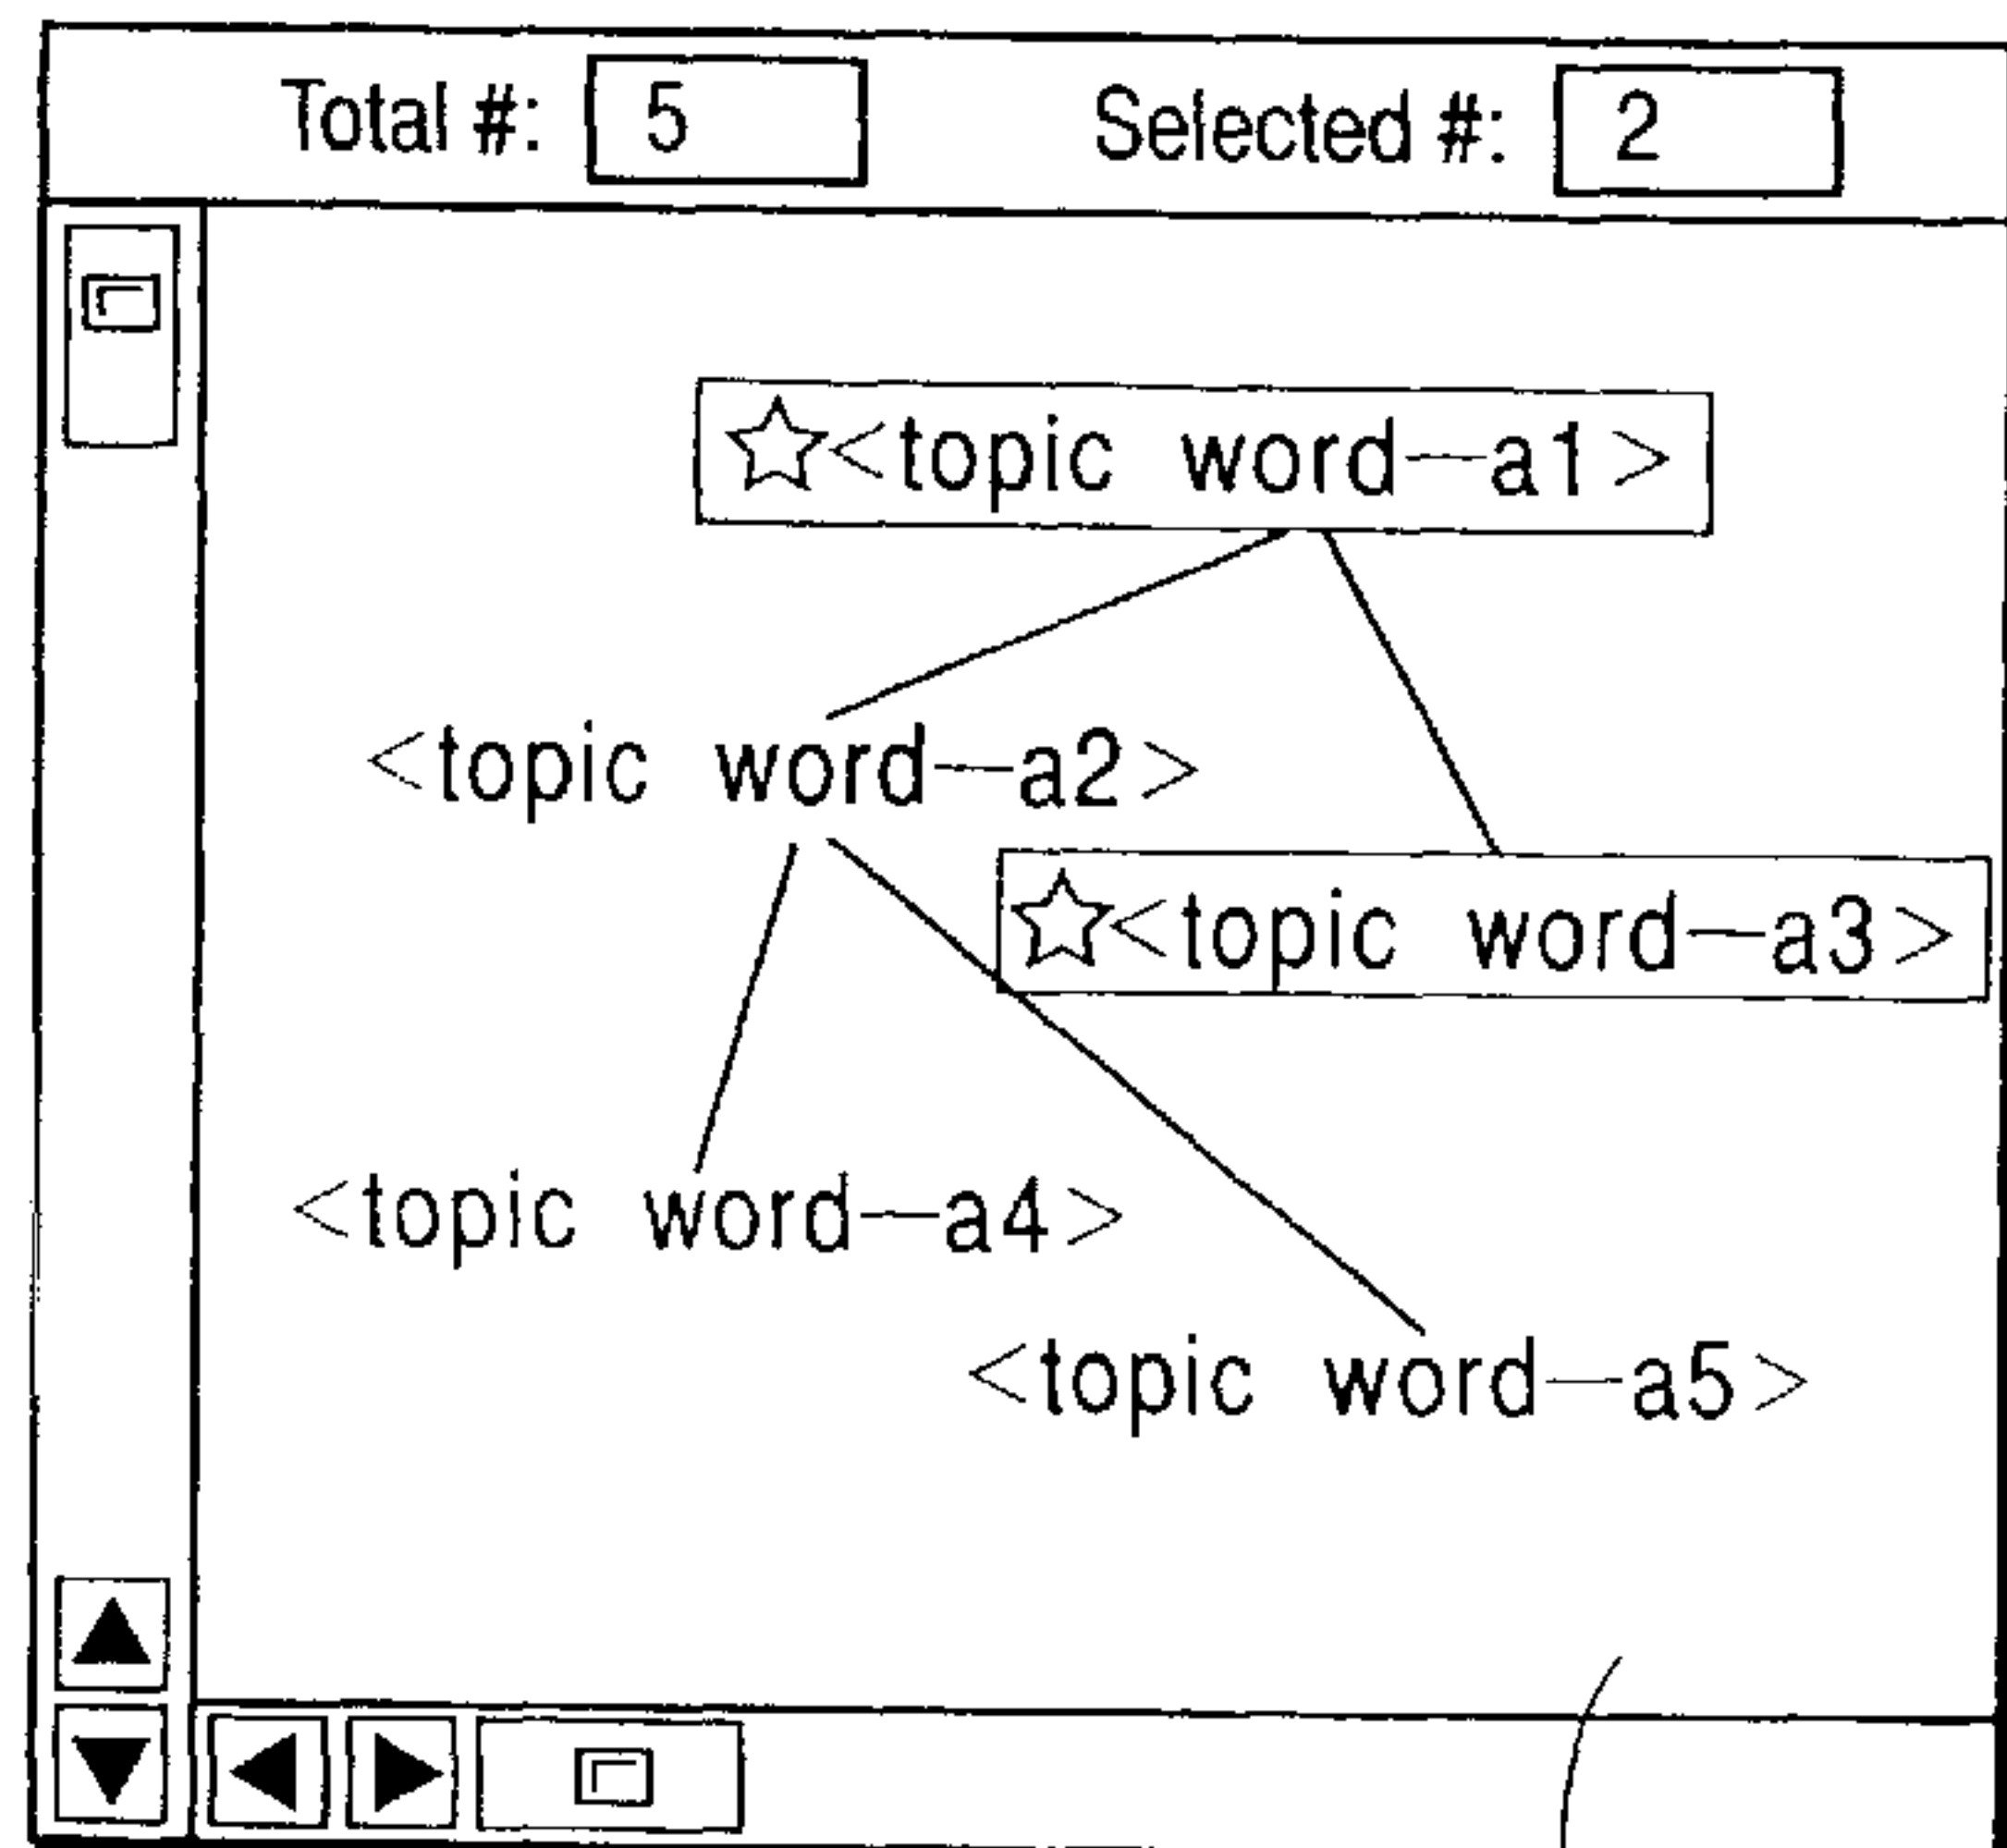 Total #: 5 Selected #: 2
☆<topic word—a1>
<topic word—a2>
☆<topic word—a3>
<topic word—a4>
<topic word—a5>